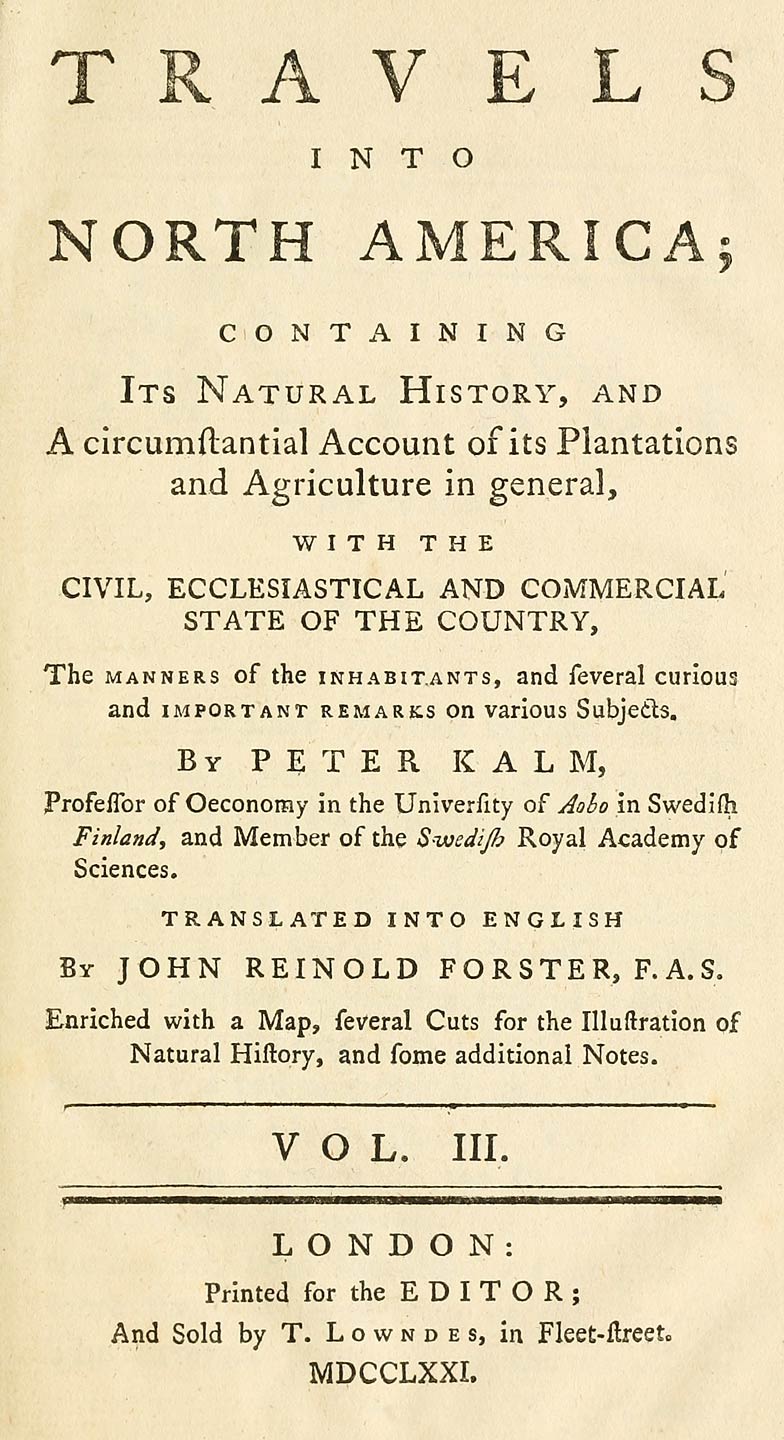 TRAVELS
INTO
NORTH AMERICA;
CONTAINING
ITS NATURAL HISTORY, AND
A circumſtantial Account of its Plantations
and Agriculture in general,
WITH THE
CIVIL, ECCLESIASTICAL AND COMMERCIAL
STATE OF THE COUNTRY,
The MANNERS of the INHABITANTS, and ſeveral curious
and IMPORTANT REMARKS on various Subjects.
BY PETER KALM,
Profeſſor of Oeconomy in the Univerſity of Aobo in Swediſh
Finland, and Member of the Swediſh Royal Academy of
Sciences.
TRANSLATED INTO ENGLISH
BY JOHN REINOLD FORSTER, F.A.S.
Enriched with a Map, ſeveral Cuts for the Illuſtration of
Natural Hiſtory, and ſome additional Notes.
VOL. III.
LONDON:
Printed for the EDITOR;
And Sold by T. LOWNDES, in Fleet-ſtreet.
MDCCLXXI.